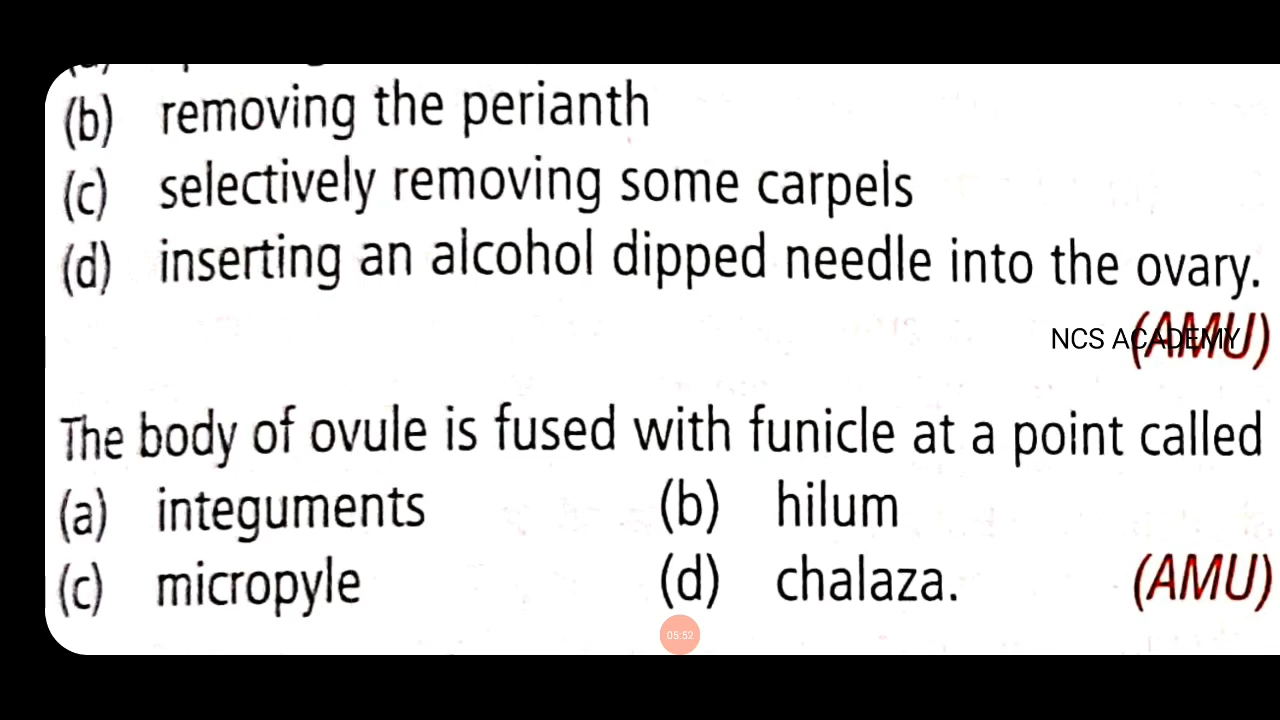 (b) removing the perianth
(c) selectively removing some carpels
(d) inserting an alcohol dipped needle into the ovary.
(AMU)
NCS ACADEMY
The body of ovule is fused with funicle at a point called
(a) integuments (b) hilum
(c) micropyle (d) chalaza. (AMU)
05:52